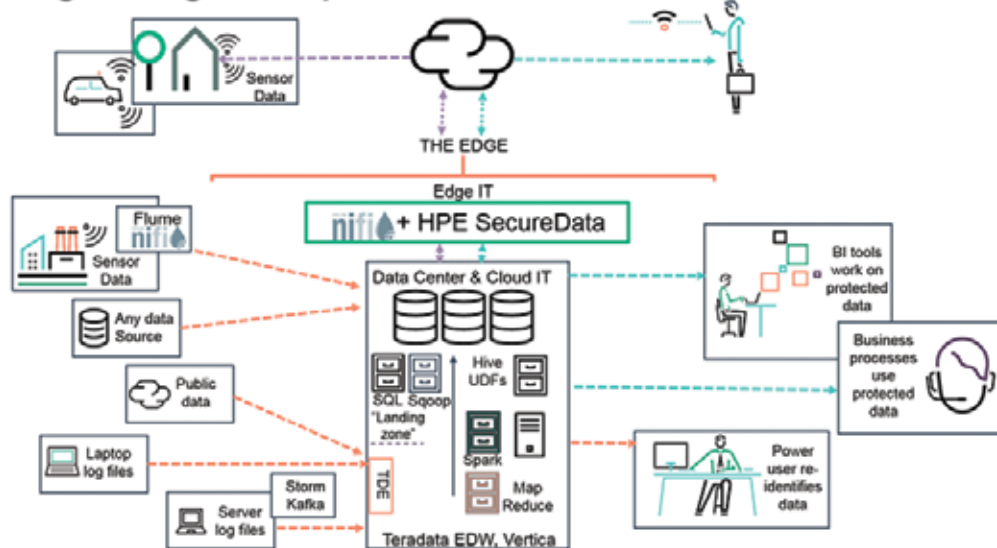 Sensor
Data
THE EDGE
Edge IT
nifi + HPE SecureData
Flume
nifi
Sensor
Data
Any data
Source
Public
data
Laptop
log files
Storm
Kafka
Server
log files
Data Center & Cloud IT
SQL Sqoop
"Landing
zone"
Hive
UDFs
Spark
Map
Reduce
TDE
Teradata EDW, Vertica
BI tools
work on
protected
data
Business
processes
use
protected
data
Power
user re-
identifies
data